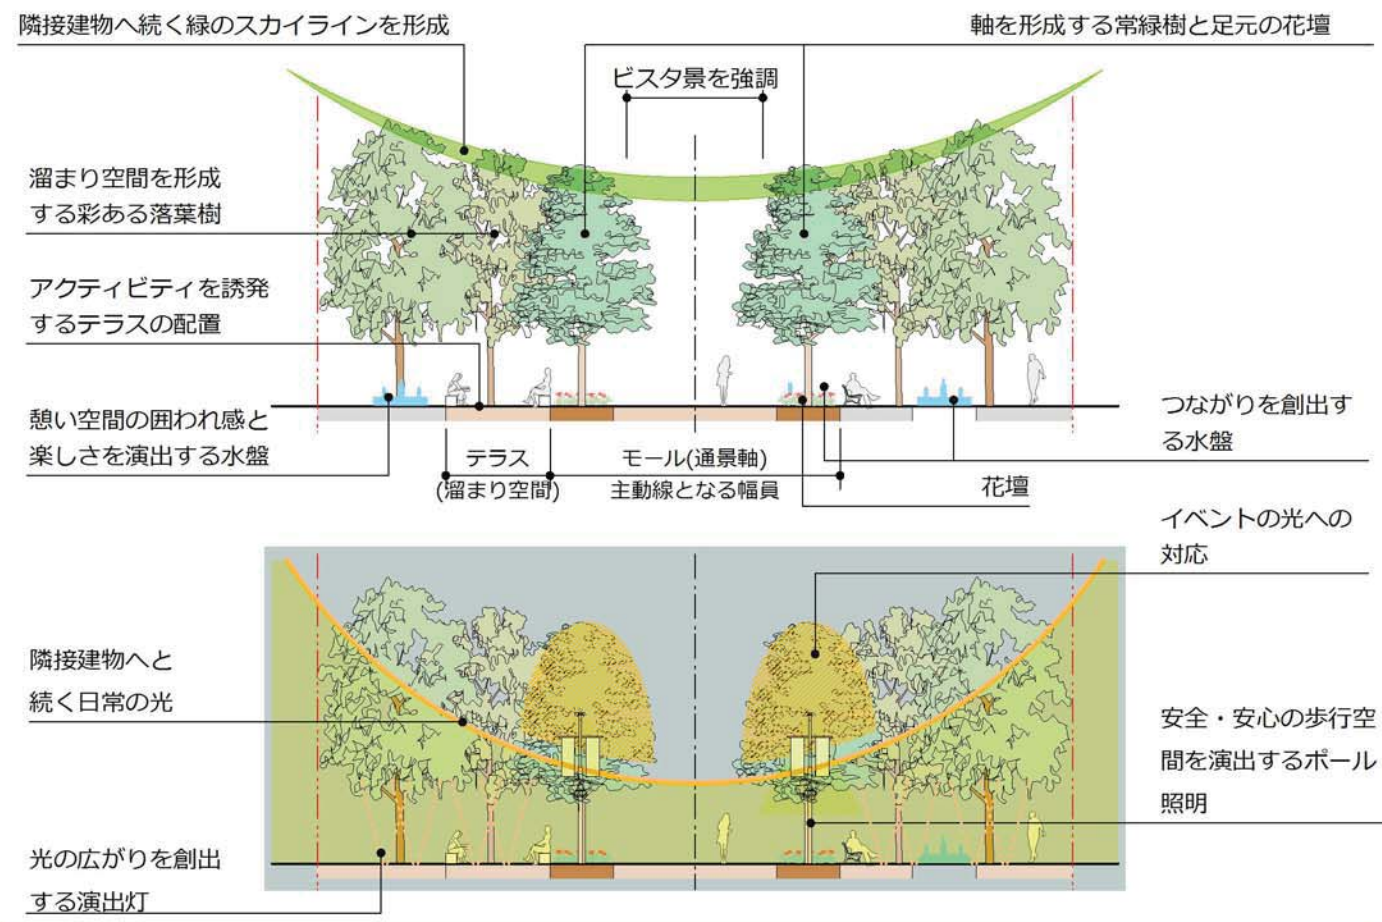 隣接建物へ続く緑のスカイラインを形成
軸を形成する常緑樹と足元の花壇
ビスタ景を強調
溜まり空間を形成
する彩ある落葉樹
アクティビティを誘発
するテラスの配置
憩い空間の囲われ感と
楽しさを演出する水盤
テラス
(溜まり空間)
モール(通景軸)
主動線となる幅員
花壇
つながりを創出す
る水盤
イベントの光への
対応
隣接建物へと
続く日常の光
安全・安心の歩行空
間を演出するポール
照明
光の広がりを創出
する演出灯